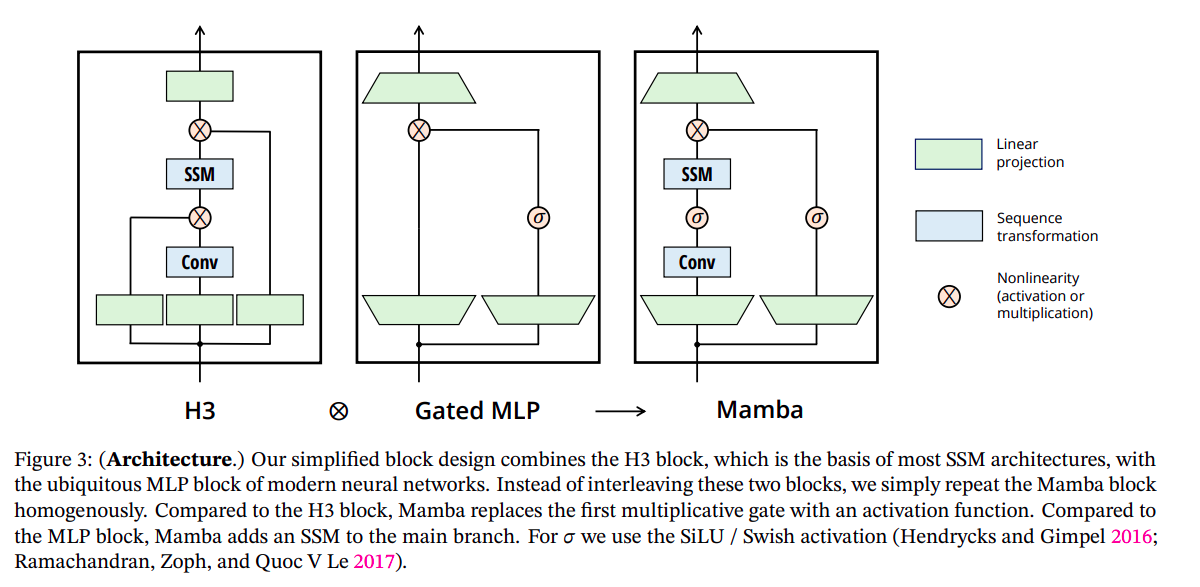 SSM
Conv
H3
⊗
σ
Gated MLP
→
SSM
σ
σ
Conv
Mamba
Linear
projection
Sequence
transformation
Nonlinearity
(activation or
multiplication)
Figure 3: (Architecture.) Our simplified block design combines the H3 block, which is the basis of most SSM architectures, with
the ubiquitous MLP block of modern neural networks. Instead of interleaving these two blocks, we simply repeat the Mamba block
homogenously. Compared to the H3 block, Mamba replaces the first multiplicative gate with an activation function. Compared to
the MLP block, Mamba adds an SSM to the main branch. For σ we use the SiLU / Swish activation (Hendrycks and Gimpel 2016;
Ramachandran, Zoph, and Quoc V Le 2017).